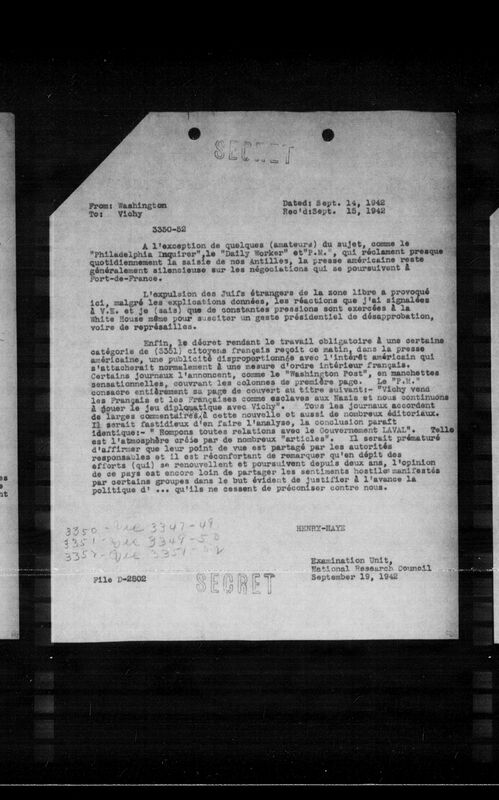 SECRET
From: Washington
Dated: Sept. 14, 1942
To: Vichy
Rec'd:Sept. 15, 1942
3350-52
A l'exception de quelques (amateurs) du sujet, comme le
"Philadelphia Inquirer",le "Daily Worker" et"P.M.", qui réclament presque
quotidiennement la saisie de nos Antilles, la presse américaine reste
généralement silencieuse sur les négociations qui se poursuivent à
Fort-de-France.
L'expulsion des Juifs étrangers de la zone libre a provoqué
ici, malgré les explications données, les réactions que j'ai signalées
à V.E. et je (sais) que de constantes pressions sont exercées à la
White House même pour susciter un geste présidentiel de désapprobation,
voire de représailles.
Enfin, le décret rendant le travail obligatoire à une certaine
catégorie de (3351) citoyens français reçoit ce matin, dans la presse
américaine, une publicité disproportionnée avec l'intérêt américain qui
s'attacherait normalement à une mesure d'ordre intérieur français.
Certains journaux l'annoncent, comme le "Washington Post", en manchettes
sensationnelles, couvrant les colonnes de première page. Le "P.M."
consacre entièrement sa page de couvert au titre suivant:- "Vichy vend
les Français et les Françaises comme esclaves aux Nazis et nous continuons
à jouer le jeu diplomatique avec Vichy". Tous les journaux accordent
de larges commentaires à cette nouvelle et aussi de nombreux éditoriaux.
Il serait fastidieux d'en faire l'analyse, la conclusion paraît
identique:- " Rompons toutes relations avec le Gouvernement LAVAL". Telle
est l'atmosphère créée par de nombreux "articles". Il serait prématuré
d'affirmer que leur point de vue est partagé par les autorités
responsables et il est réconfortant de remarquer qu'en dépit des
efforts (qui) se renouvellent et poursuivent depuis deux ans, l'opinion
de ce pays est encore loin de partager les sentiments hostiles manifestés
par certains groupes dans le but évident de justifier à l'avance la
politique d' ... qu'ils ne cessent de préconiser contre nous.
HENRY-HAYE
3350 - Vic 3347-49
3351 - Vic 3349-50
3352 - Vic 3351-52
Examination Unit,
National Research Council
September 19, 1942
File D-2802
SECRET